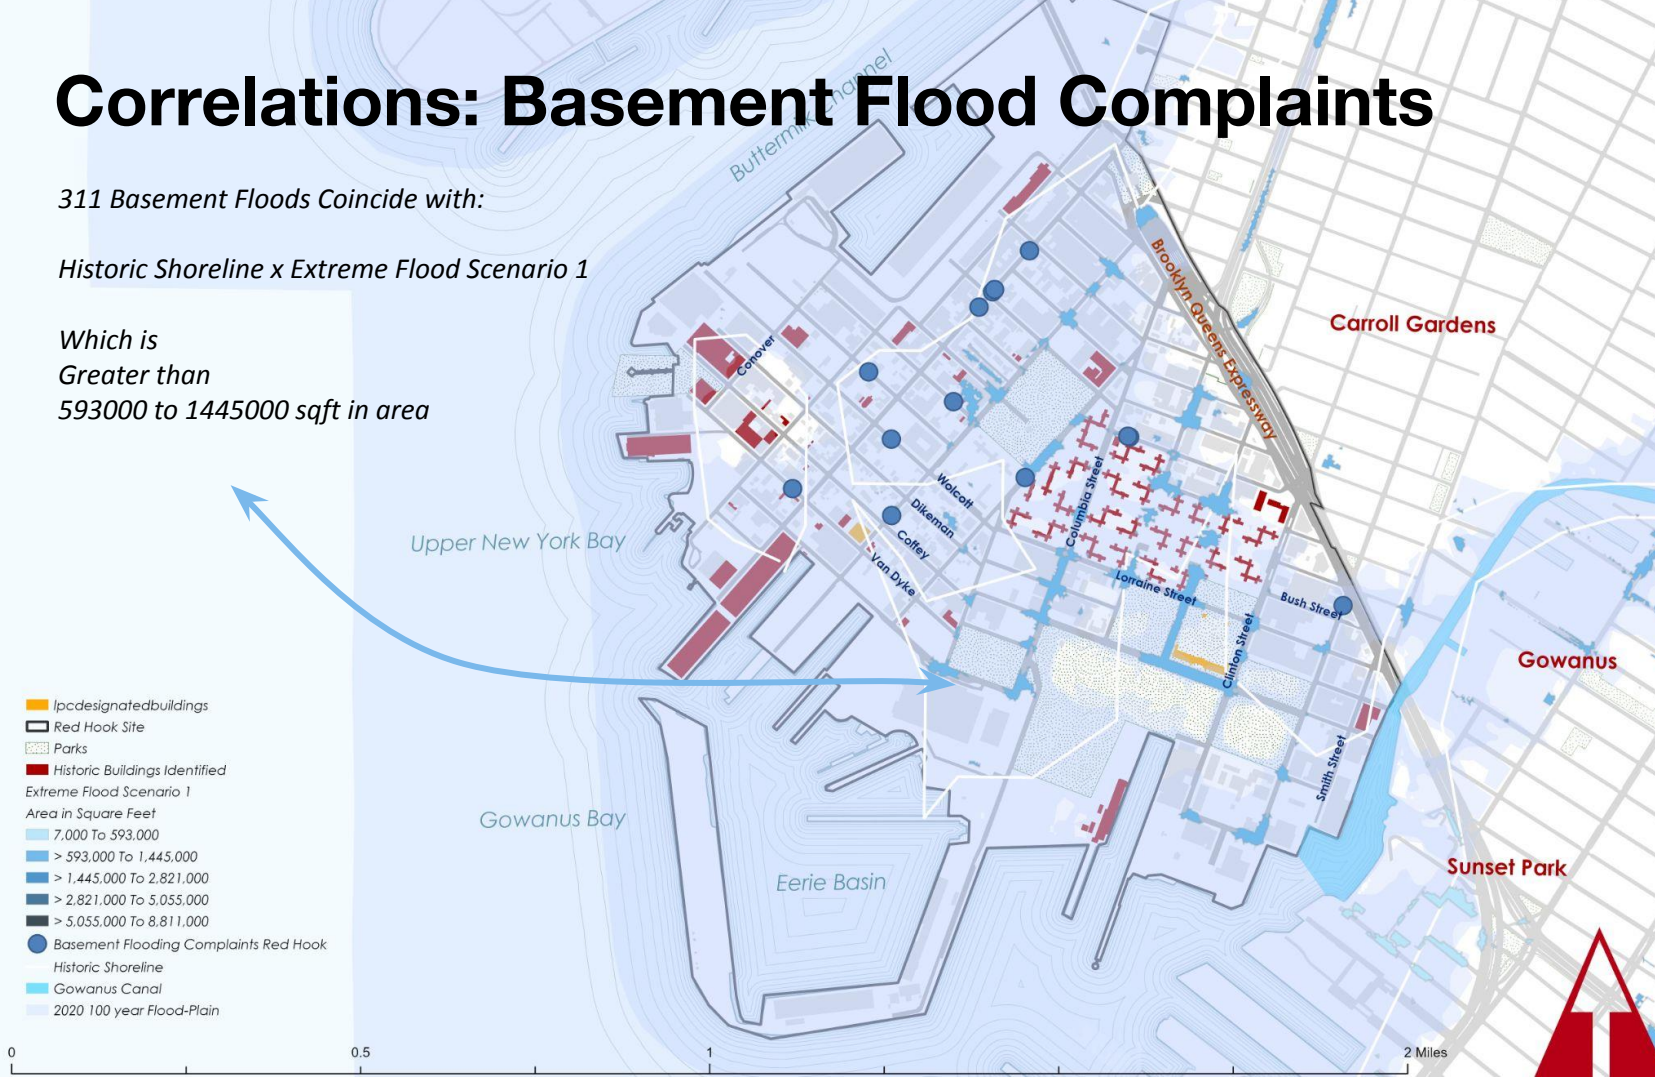 Correlations: Basement Flood Complaints
311 Basement Floods Coincide with:
Historic Shoreline x Extreme Flood Scenario 1
Which is
Greater than
593000 to 1445000 sqft in area
Buttermilk Channel
Brooklyn Queens Expressway
Carroll Gardens
Conover
Wolcott
Dikeman
Coffey
Van Dyke
Columbia Street
Lorraine Street
Clinton Street
Bush Street
Smith Street
Upper New York Bay
Gowanus
Gowanus Bay
Eerie Basin
Sunset Park
lpcdesignatedbuildings
Red Hook Site
Parks
Historic Buildings Identified
Extreme Flood Scenario 1
Area in Square Feet
7,000 To 593,000
> 593,000 To 1,445,000
> 1,445,000 To 2,821,000
> 2,821,000 To 5,055,000
> 5,055,000 To 8,811,000
Basement Flooding Complaints Red Hook
Historic Shoreline
Gowanus Canal
2020 100 year Flood-Plain
0 0.5 1 2 Miles